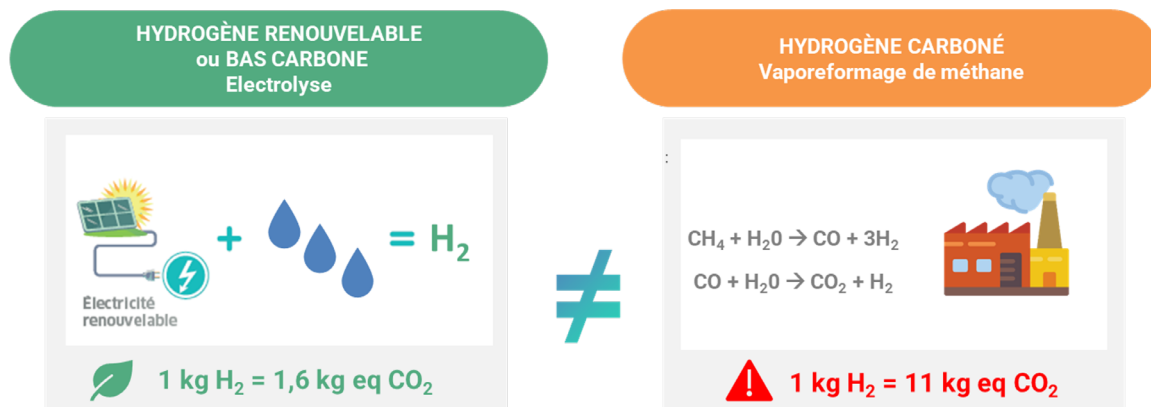 HYDROGÈNE RENOUVELABLE
ou BAS CARBONE
Electrolyse
HYDROGÈNE CARBONÉ
Vaporeformage de méthane
:
+ = H₂
Électricité
renouvelable
≠
CH₄ + H₂0 → CO + 3H₂
CO + H₂0 → CO₂ + H₂
1 kg H₂ = 1,6 kg eq CO₂
1 kg H₂ = 11 kg eq CO₂